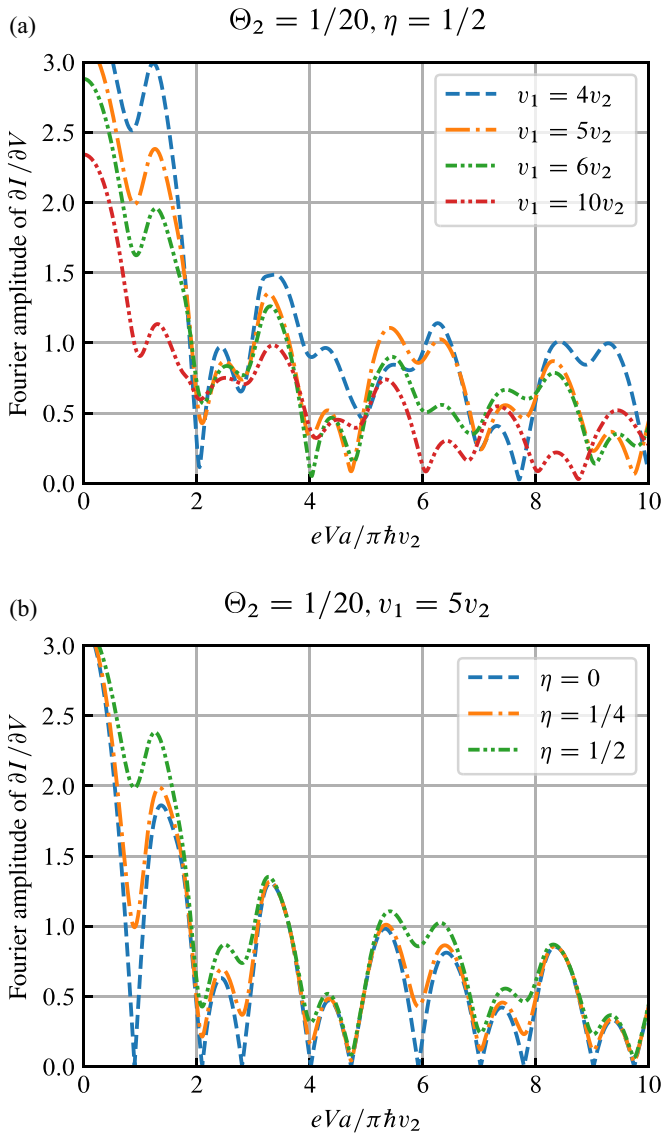 (a)
Θ₂ = 1/20, η = 1/2
Fourier amplitude of ∂I/∂V
3.0
2.5
2.0
1.5
1.0
0.5
0.0
v₁ = 4v₂
v₁ = 5v₂
v₁ = 6v₂
v₁ = 10v₂
0 2 4 6 8 10
eVa/πℏv₂
(b)
Θ₂ = 1/20, v₁ = 5v₂
Fourier amplitude of ∂I/∂V
3.0
2.5
2.0
1.5
1.0
0.5
0.0
η = 0
η = 1/4
η = 1/2
0 2 4 6 8 10
eVa/πℏv₂